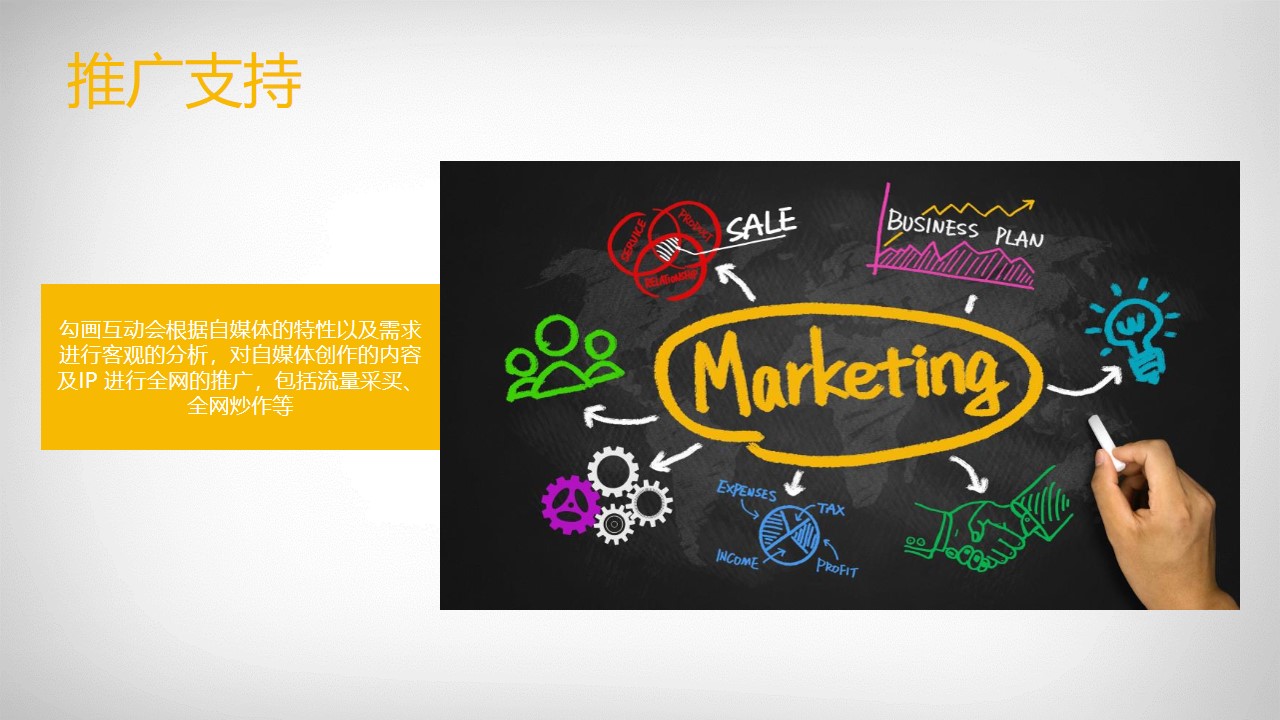 推广支持
勾画互动会根据自媒体的特性以及需求
进行客观的分析，对自媒体创作的内容
及IP 进行全网的推广，包括流量采买、
全网炒作等
SERVICE
PRODUCT
RELATIONSHIP
SALE
BUSINESS PLAN
Marketing
EXPENSES
TAX
INCOME
PROFIT